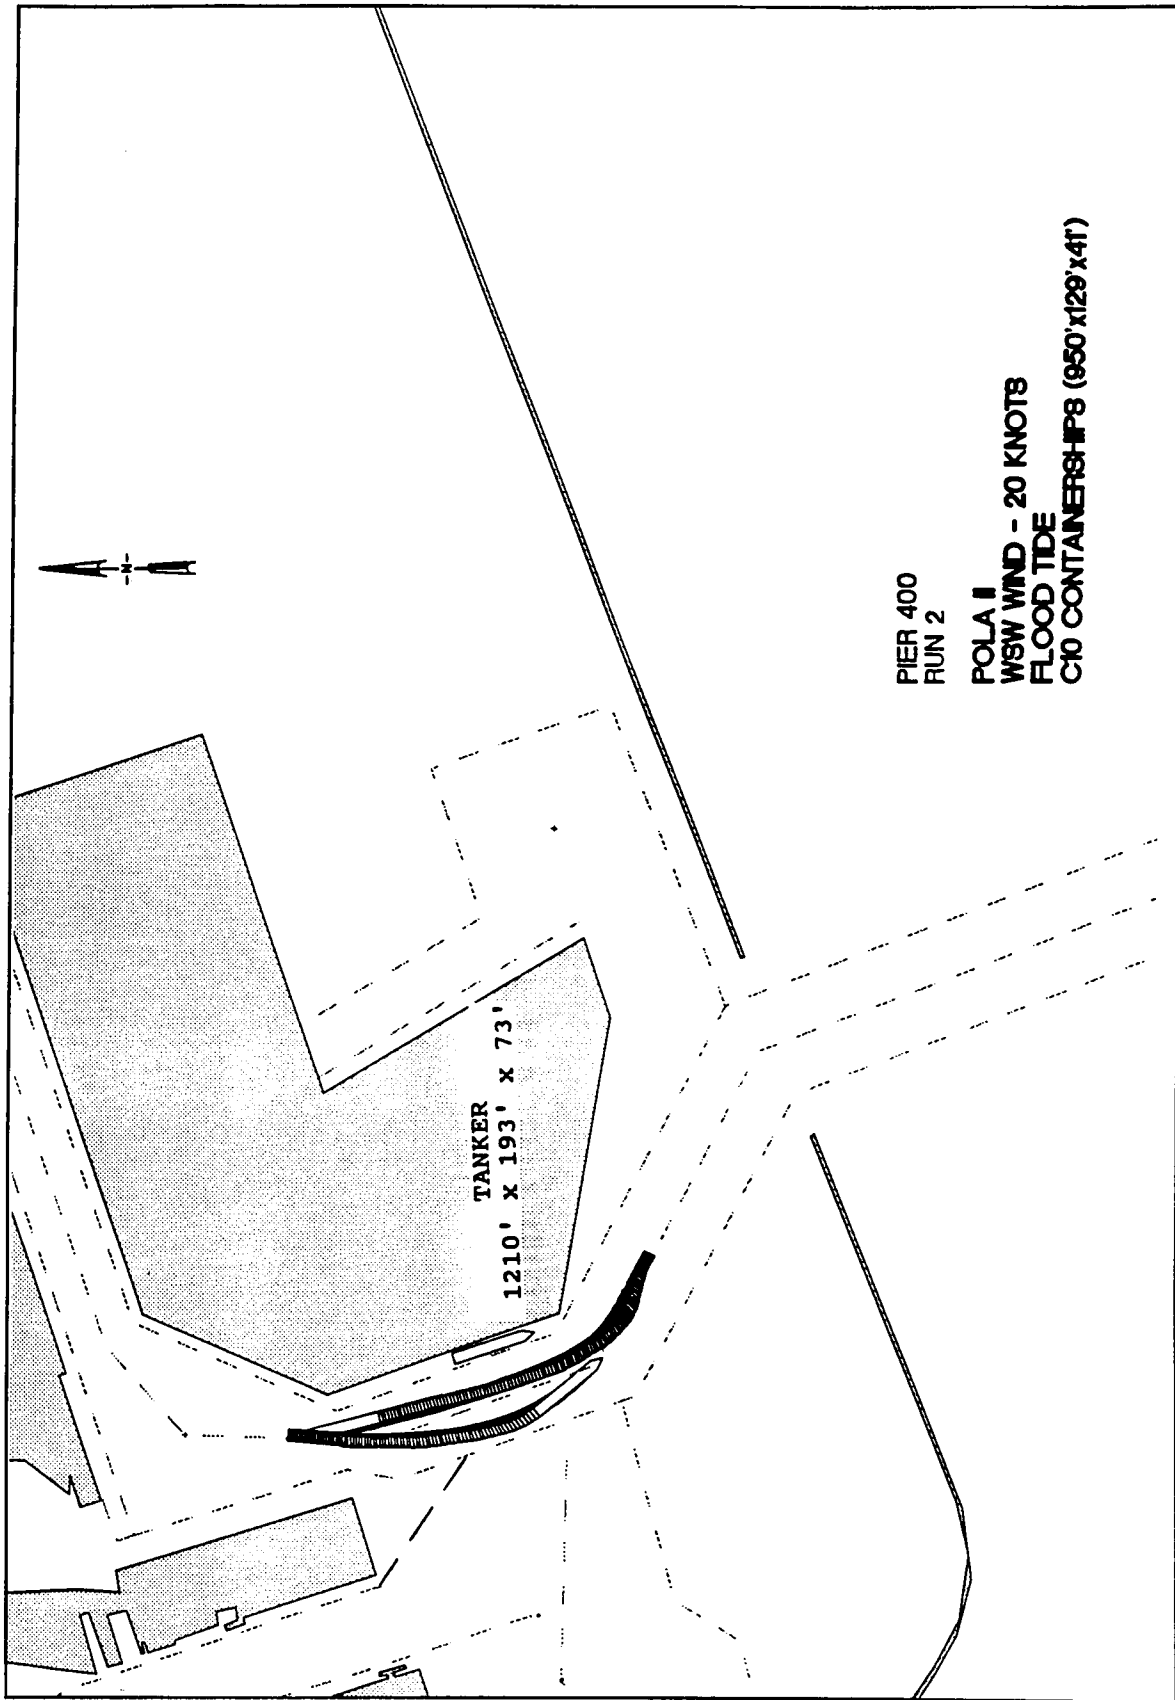 N
TANKER
1210' X 193' X 73'
PIER 400
RUN 2
POLA II
WSW WIND - 20 KNOTS
FLOOD TIDE
C10 CONTAINERSHIPS (950'x129'x41')